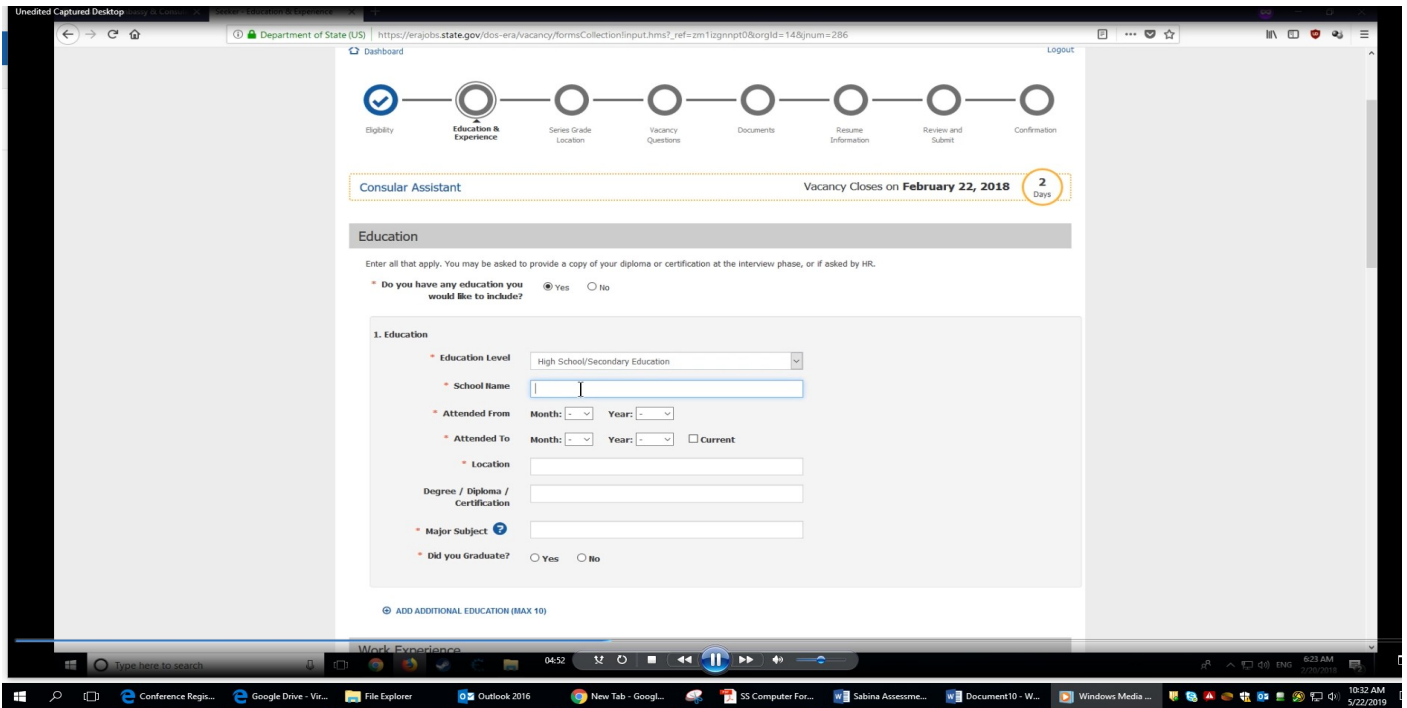 Unedited Captured Desktop
Seeker - Education & Experience
Department of State (US) https://erajobs.state.gov/dos-era/vacancy/formsCollection!input.hms?_ref=zm1izgnnpt0&orgId=14&jnum=286
Dashboard Logout
Eligibility
Education & Experience
Series Grade Location
Vacancy Questions
Documents
Resume Information
Review and Submit
Confirmation
Consular Assistant Vacancy Closes on February 22, 2018 2 Days
Education
Enter all that apply. You may be asked to provide a copy of your diploma or certification at the interview phase, or if asked by HR.
* Do you have any education you would like to include? Yes No
1. Education
* Education Level High School/Secondary Education
* School Name
* Attended From Month: - Year: -
* Attended To Month: - Year: - Current
* Location
Degree / Diploma / Certification
* Major Subject ?
* Did you Graduate? Yes No
ADD ADDITIONAL EDUCATION (MAX 10)
Work Experience
Type here to search 04:52 ENG 6:23 AM
2/20/2018
Conference Regis... Google Drive - Vir... File Explorer Outlook 2016 New Tab - Googl... SS Computer For... Sabina Assessme... Document10 - W... Windows Media ... 10:32 AM
5/22/2019